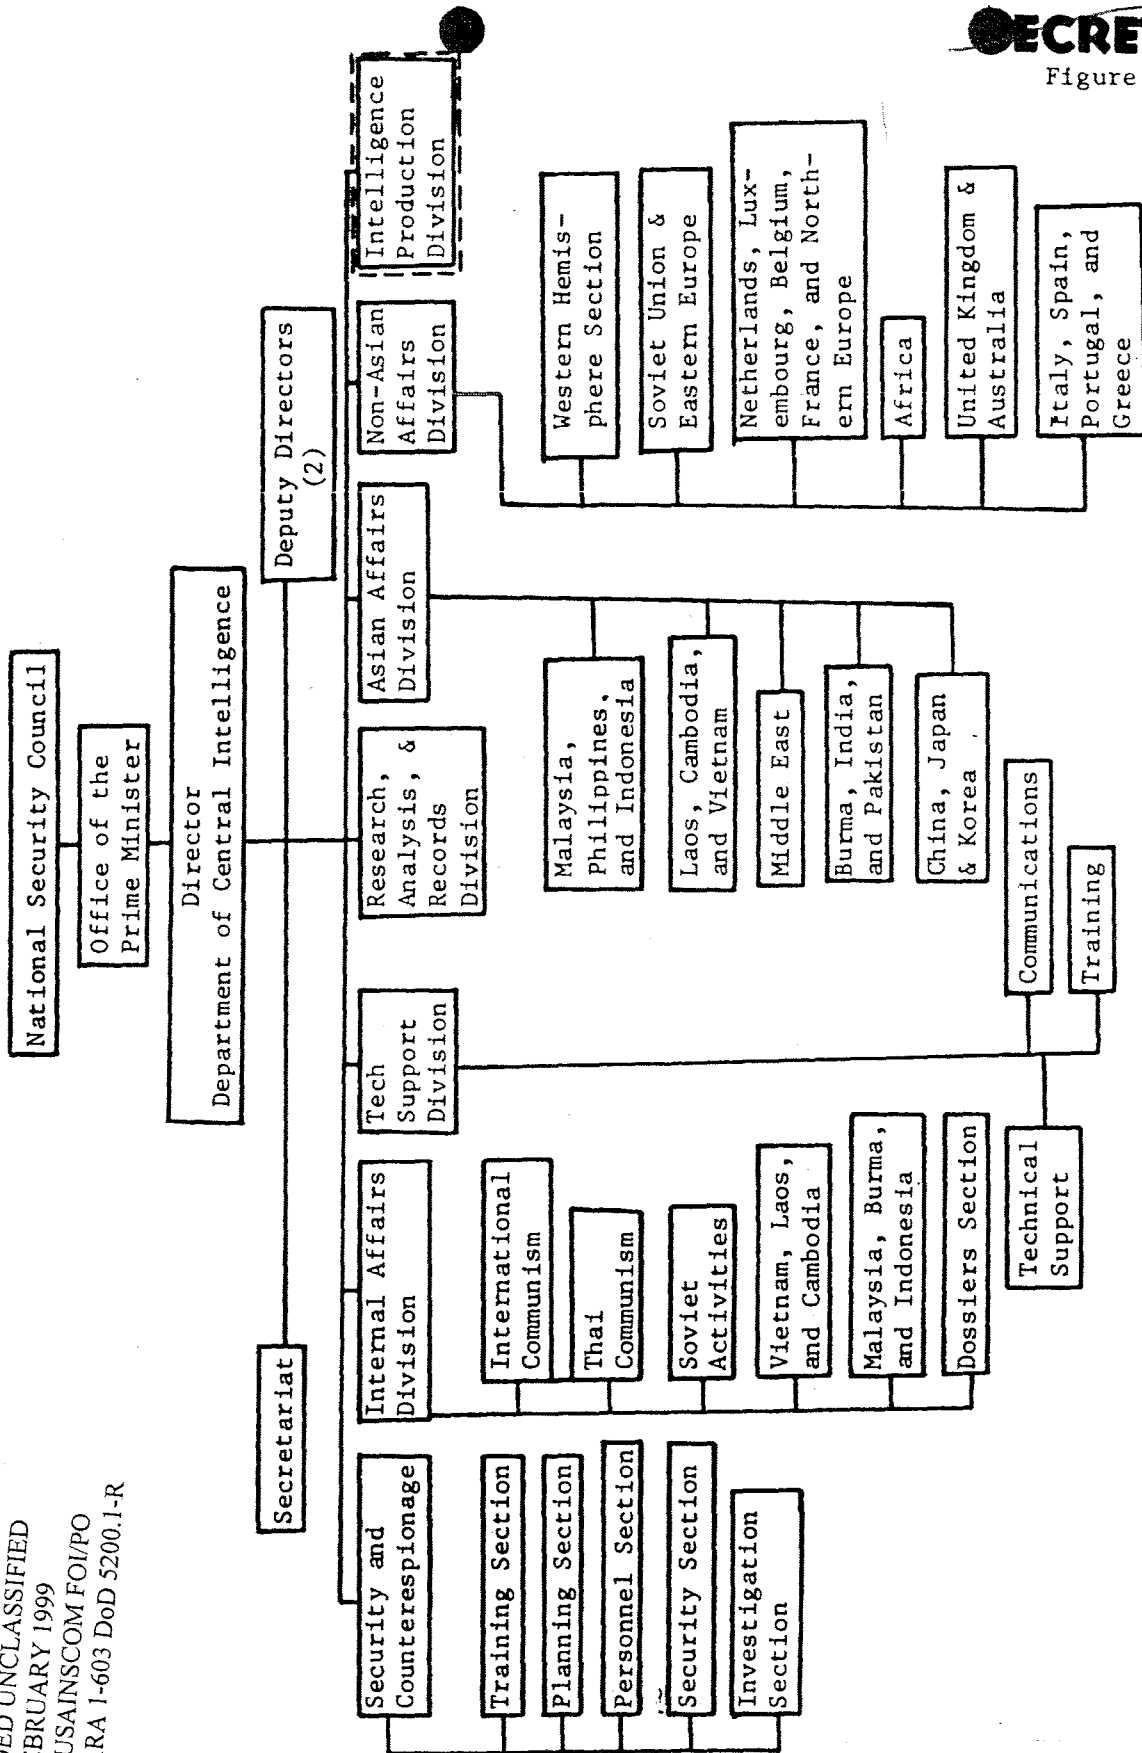 SECRE
Figure
National Security Council
Office of the
Prime Minister
Director
Department of Central Intelligence
Secretariat
Deputy Directors
(2)
Security and
Counterespionage
Training Section
Planning Section
Personnel Section
Security Section
Investigation
Section
Internal Affairs
Division
International
Communism
Thai
Communism
Soviet
Activities
Vietnam, Laos,
and Cambodia
Malaysia, Burma,
and Indonesia
Dossiers Section
Tech
Support
Division
Technical
Support
Communications
Training
Research,
Analysis, &
Records
Division
Asian Affairs
Division
Malaysia,
Philippines,
and Indonesia
Laos, Cambodia,
and Vietnam
Middle East
Burma, India,
and Pakistan
China, Japan
& Korea
Non-Asian
Affairs
Division
Western Hemis-
phere Section
Soviet Union &
Eastern Europe
Netherlands, Lux-
embourg, Belgium,
France, and North-
ern Europe
Africa
United Kingdom &
Australia
Italy, Spain,
Portugal, and
Greece
Intelligence
Production
Division
DED UNCLASSIFIED
EBRUARY 1999
USAINSCOM FOI/PO
RA 1-603 DoD 5200.1-R